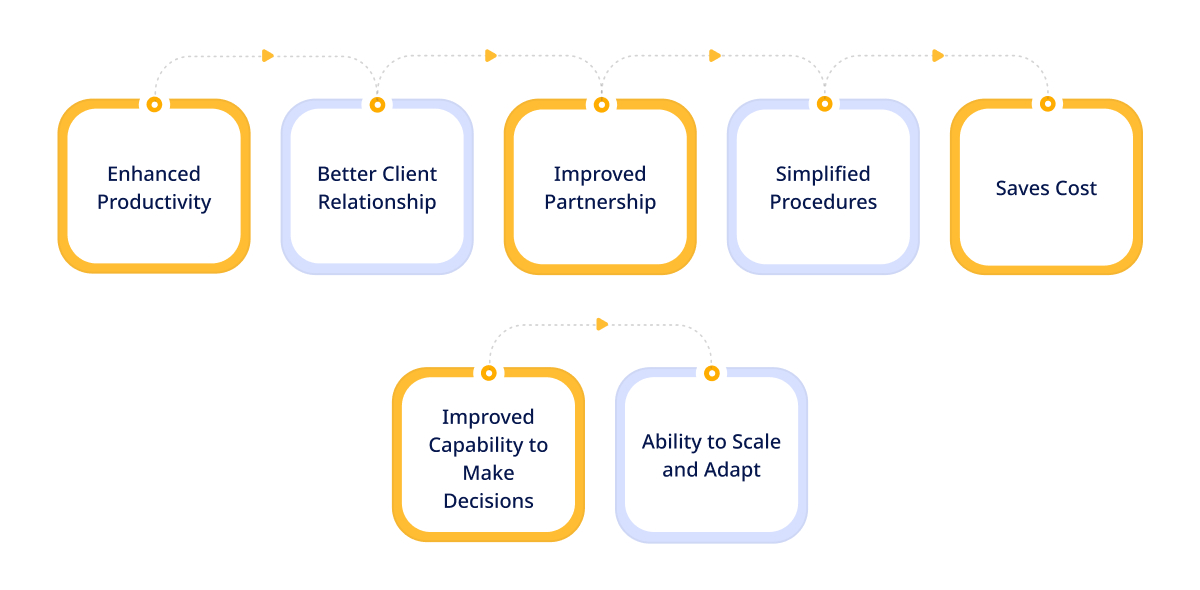 Enhanced
Productivity
Better Client
Relationship
Improved
Partnership
Simplified
Procedures
Saves Cost
Improved
Capability to
Make
Decisions
Ability to Scale
and Adapt